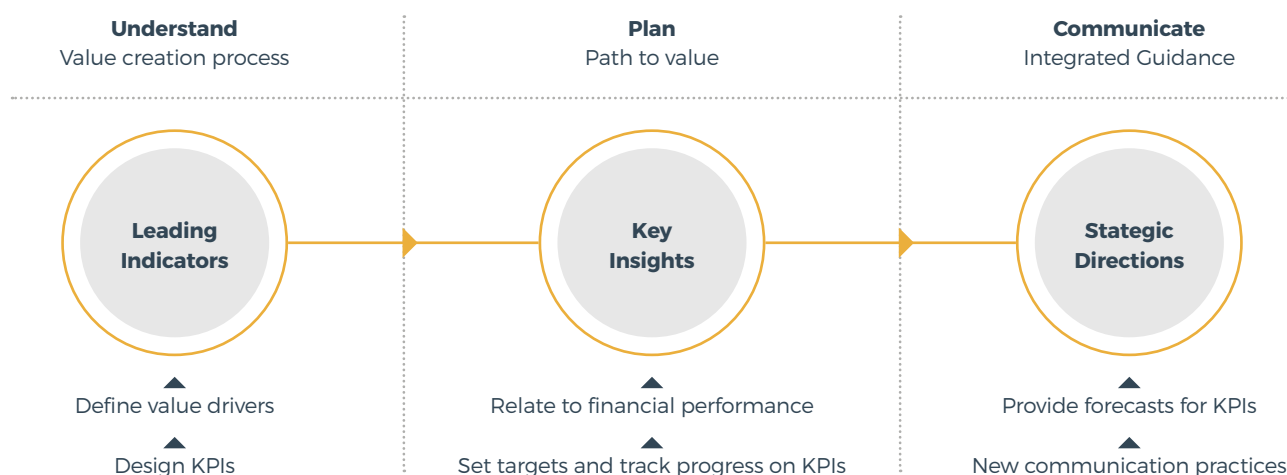 Understand
Value creation process
Plan
Path to value
Communicate
Integrated Guidance
Leading
Indicators
Key
Insights
Stategic
Directions
Define value drivers
Relate to financial performance
Provide forecasts for KPIs
Design KPIs
Set targets and track progress on KPIs
New communication practices